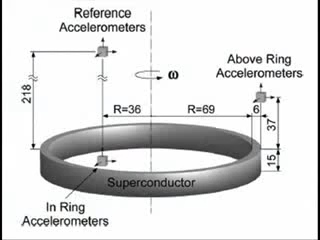 Reference
Accelerometers
Above Ring
Accelerometers
ω
218
R=36
R=69
6
37
15
Superconductor
In Ring
Accelerometers